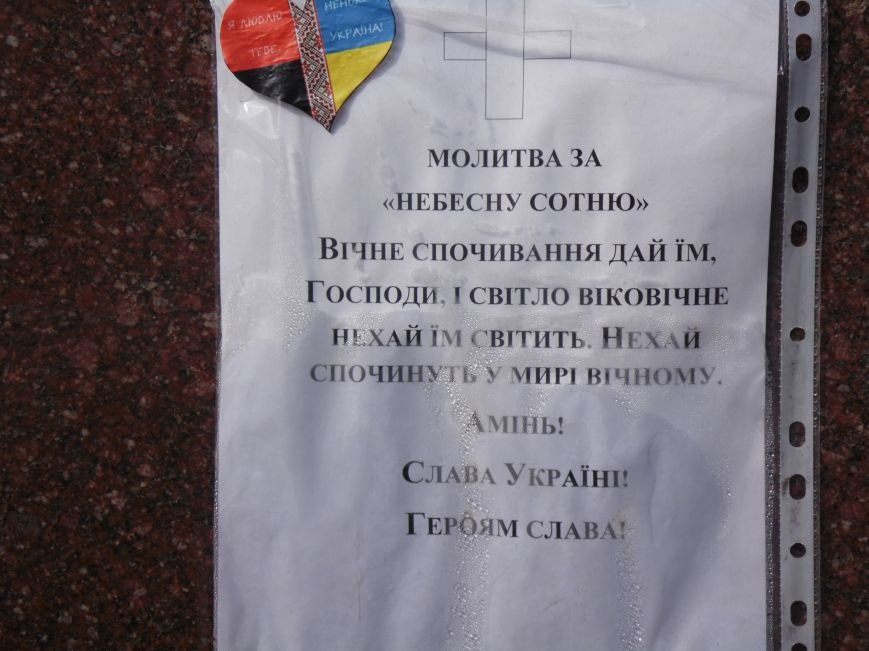 Я ЛЮБЛЮ
ТЕБЕ,
НЕНЬКО
УКРАЇНА!
МОЛИТВА ЗА
«НЕБЕСНУ СОТНЮ»
ВІЧНЕ СПОЧИВАННЯ ДАЙ ЇМ,
ГОСПОДИ, І СВІТЛО ВІКОВІЧНЕ
НЕХАЙ ЇМ СВІТИТЬ. НЕХАЙ
СПОЧИНУТЬ У МИРІ ВІЧНОМУ.
АМІНЬ!
СЛАВА УКРАЇНІ!
ГЕРОЯМ СЛАВА!